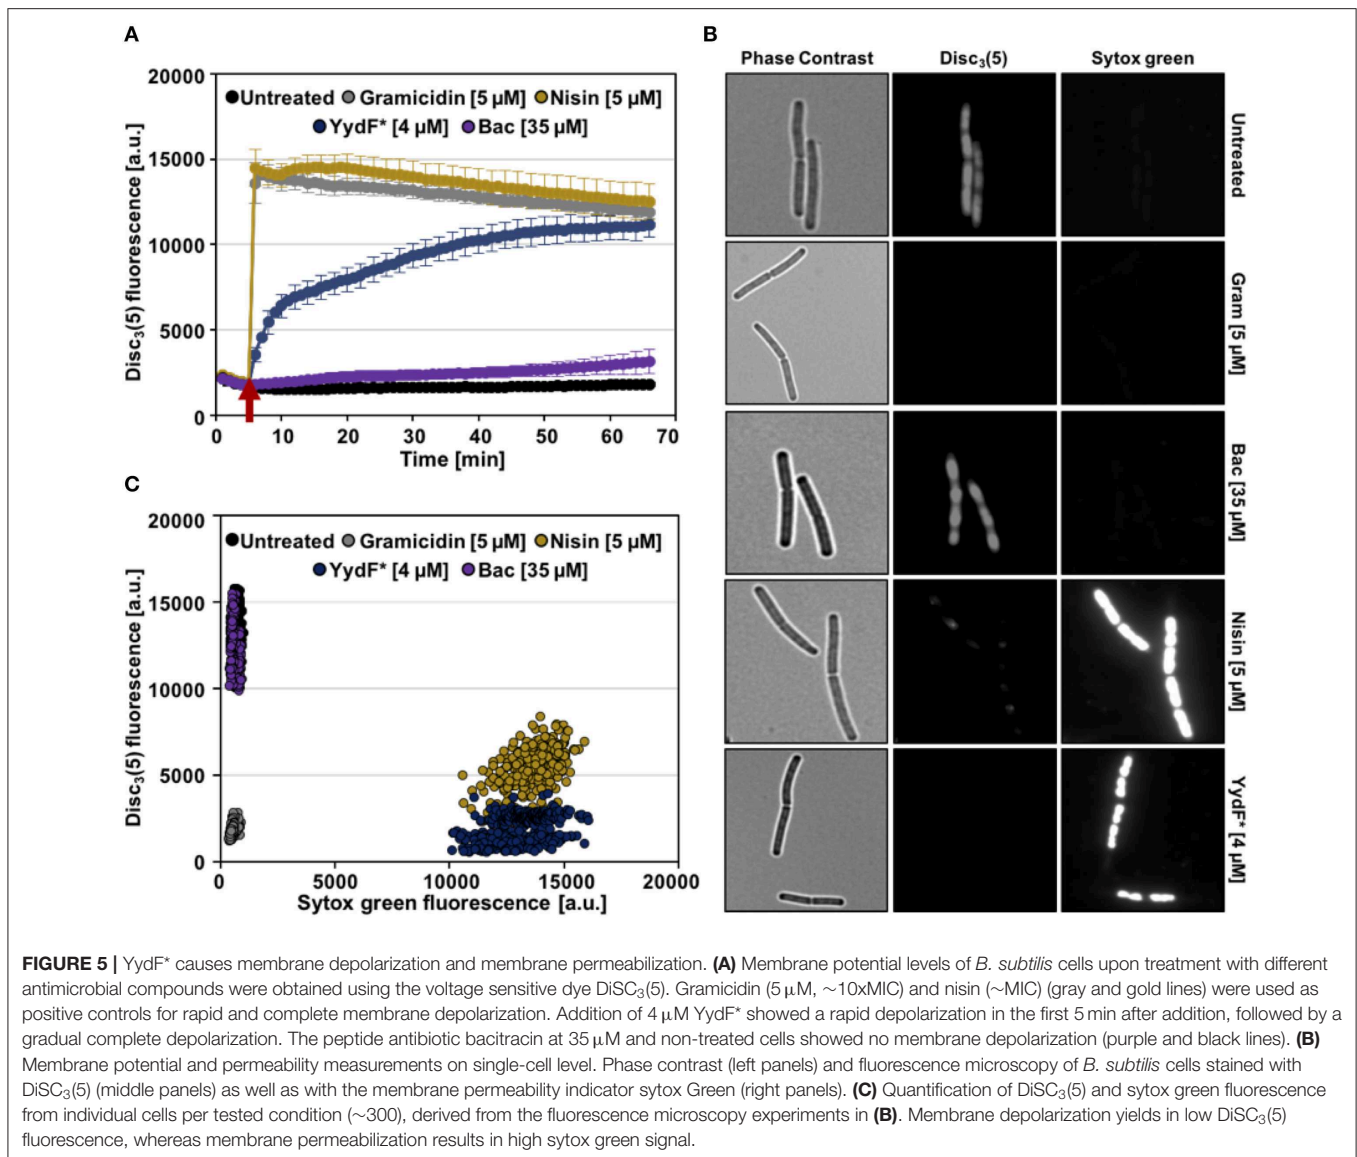 A
20000
15000
10000
5000
0
Disc₃(5) fluorescence [a.u.]
Untreated Gramicidin [5 µM] Nisin [5 µM]
YydF* [4 µM] Bac [35 µM]
0 10 20 30 40 50 60 70
Time [min]
B
Phase Contrast Disc₃(5) Sytox green
Untreated
Gram [5 µM]
Bac [35 µM]
Nisin [5 µM]
YydF* [4 µM]
C
20000
15000
10000
5000
0
Disc₃(5) fluorescence [a.u.]
Untreated Gramicidin [5 µM] Nisin [5 µM]
YydF* [4 µM] Bac [35 µM]
0 5000 10000 15000 20000
Sytox green fluorescence [a.u.]
FIGURE 5 | YydF* causes membrane depolarization and membrane permeabilization. (A) Membrane potential levels of B. subtilis cells upon treatment with different
antimicrobial compounds were obtained using the voltage sensitive dye DiSC₃(5). Gramicidin (5 µM, ∼10xMIC) and nisin (∼MIC) (gray and gold lines) were used as
positive controls for rapid and complete membrane depolarization. Addition of 4 µM YydF* showed a rapid depolarization in the first 5 min after addition, followed by a
gradual complete depolarization. The peptide antibiotic bacitracin at 35 µM and non-treated cells showed no membrane depolarization (purple and black lines). (B)
Membrane potential and permeability measurements on single-cell level. Phase contrast (left panels) and fluorescence microscopy of B. subtilis cells stained with
DiSC₃(5) (middle panels) as well as with the membrane permeability indicator sytox Green (right panels). (C) Quantification of DiSC₃(5) and sytox green fluorescence
from individual cells per tested condition (∼300), derived from the fluorescence microscopy experiments in (B). Membrane depolarization yields in low DiSC₃(5)
fluorescence, whereas membrane permeabilization results in high sytox green signal.